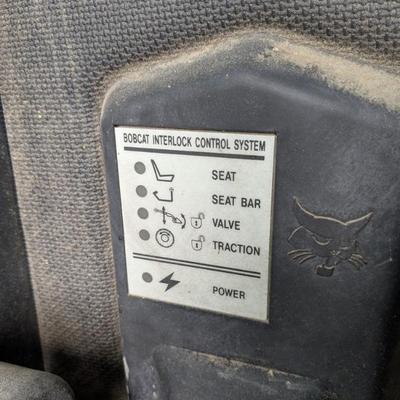 BOBCAT INTERLOCK CONTROL SYSTEM
SEAT
SEAT BAR
VALVE
TRACTION
POWER